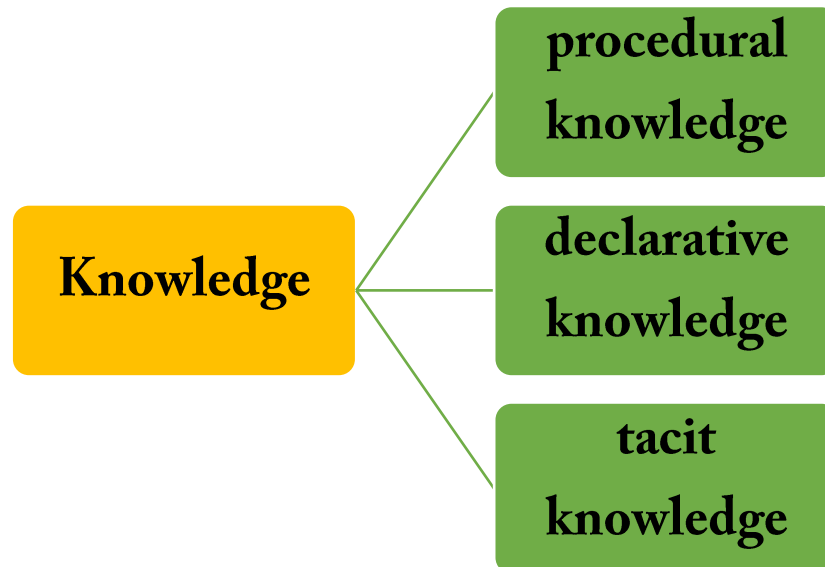 Knowledge
procedural
knowledge
declarative
knowledge
tacit
knowledge